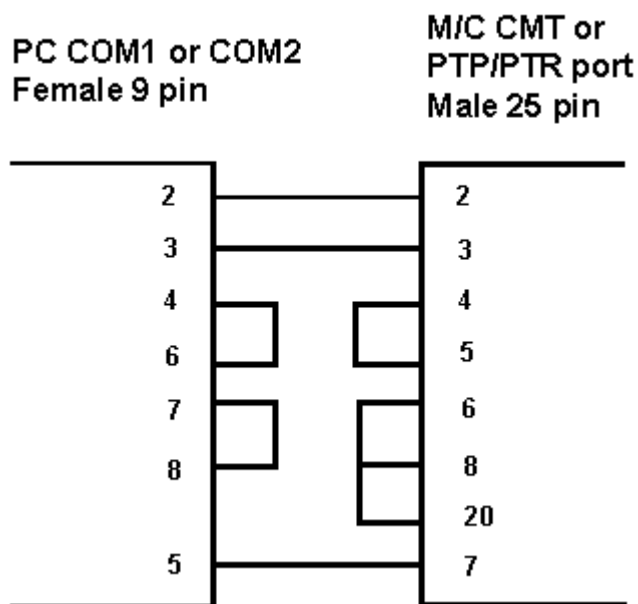 PC COM1 or COM2
Female 9 pin
M/C CMT or
PTP/PTR port
Male 25 pin
2 2
3 3
4 4
6 5
7 6
8 8
20
5 7